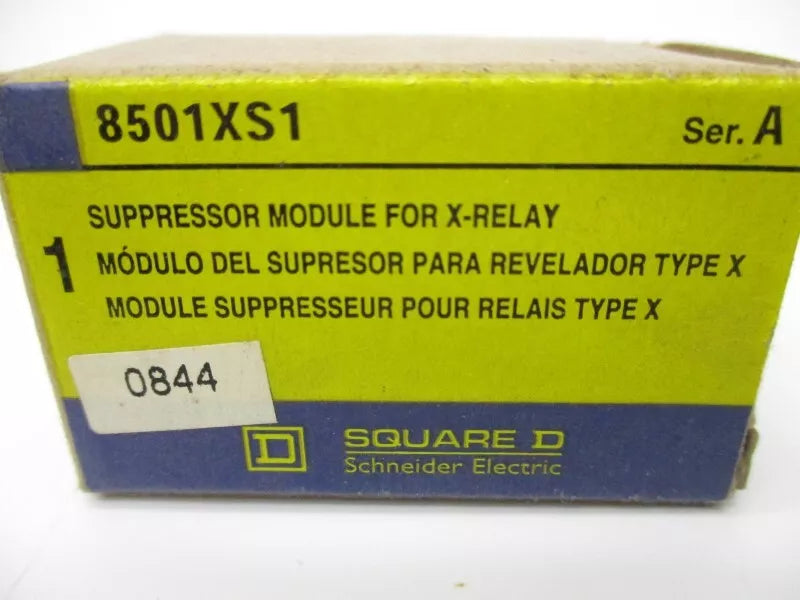 8501XS1 Ser. A
SUPPRESSOR MODULE FOR X-RELAY
1 MÓDULO DEL SUPRESOR PARA REVELADOR TYPE X
MODULE SUPPRESSEUR POUR RELAIS TYPE X
0844
D SQUARE D
Schneider Electric